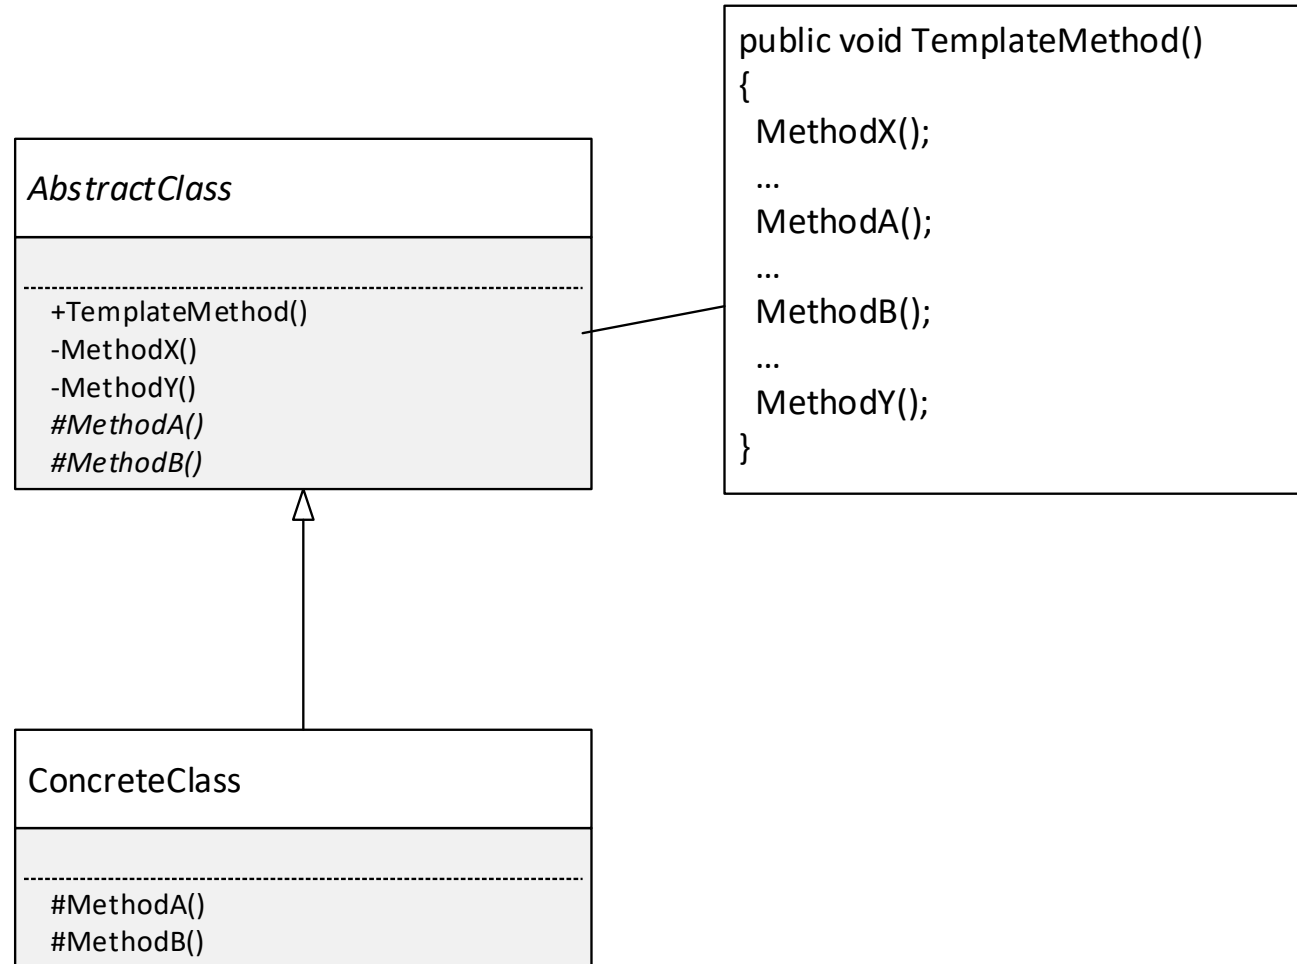 public void TemplateMethod()
{
MethodX();
...
MethodA();
...
MethodB();
...
MethodY();
}
AbstractClass
+TemplateMethod()
-MethodX()
-MethodY()
#MethodA()
#MethodB()
ConcreteClass
#MethodA()
#MethodB()